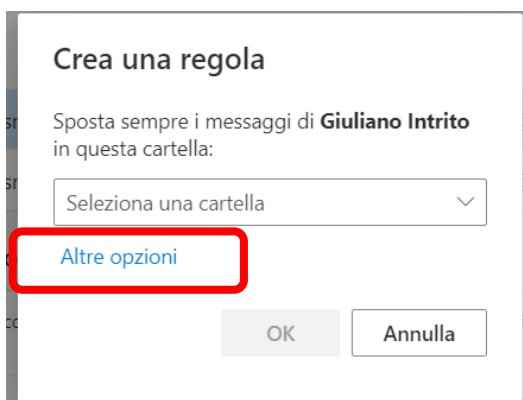 Crea una regola
Sposta sempre i messaggi di Giuliano Intrito
in questa cartella:
Seleziona una cartella
Altre opzioni
OK
Annulla